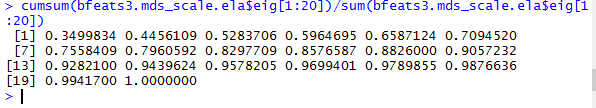 > cumsum(bfeats3.mds_scale.ela$eig[1:20])/sum(bfeats3.mds_scale.ela$eig[1
:20])
[1] 0.3499834 0.4456109 0.5283706 0.5964695 0.6587124 0.7094520
[7] 0.7558409 0.7960592 0.8297709 0.8576587 0.8826000 0.9057232
[13] 0.9282100 0.9439624 0.9578205 0.9699401 0.9789855 0.9876636
[19] 0.9941700 1.0000000
>